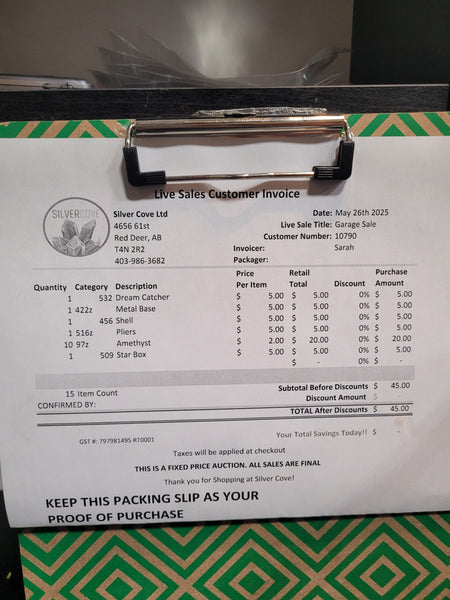 Live Sales Customer Invoice
SILVERCOVE
Silver Cove Ltd
4656 61st
Red Deer, AB
T4N 2R2
403-986-3682
Date: May 26th 2025
Live Sale Title: Garage Sale
Customer Number: 10790
Invoicer: Sarah
Packager:
Quantity Category Description Price Per Item Retail Total Discount Purchase Amount
1 532 Dream Catcher $ 5.00 $ 5.00 0% $ 5.00
1 422z Metal Base $ 5.00 $ 5.00 0% $ 5.00
1 456 Shell $ 5.00 $ 5.00 0% $ 5.00
1 516z Pliers $ 5.00 $ 5.00 0% $ 5.00
10 97z Amethyst $ 2.00 $ 20.00 0% $ 20.00
1 509 Star Box $ 5.00 $ 5.00 0% $ 5.00
$ - 0% $ -
15 Item Count
Subtotal Before Discounts $ 45.00
CONFIRMED BY:
Discount Amount $
TOTAL After Discounts $ 45.00
GST #: 797981495 RT0001
Your Total Savings Today!! $
Taxes will be applied at checkout
THIS IS A FIXED PRICE AUCTION. ALL SALES ARE FINAL
Thank you for Shopping at Silver Cove!
KEEP THIS PACKING SLIP AS YOUR
PROOF OF PURCHASE